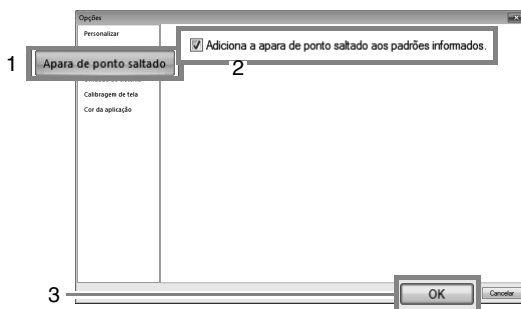 Opções
Personalizar
Adiciona a apara de ponto saltado aos padrões informados.
1
Apara de ponto saltado
2
Calibragem de tela
Cor da aplicação
3
OK
Cancelar